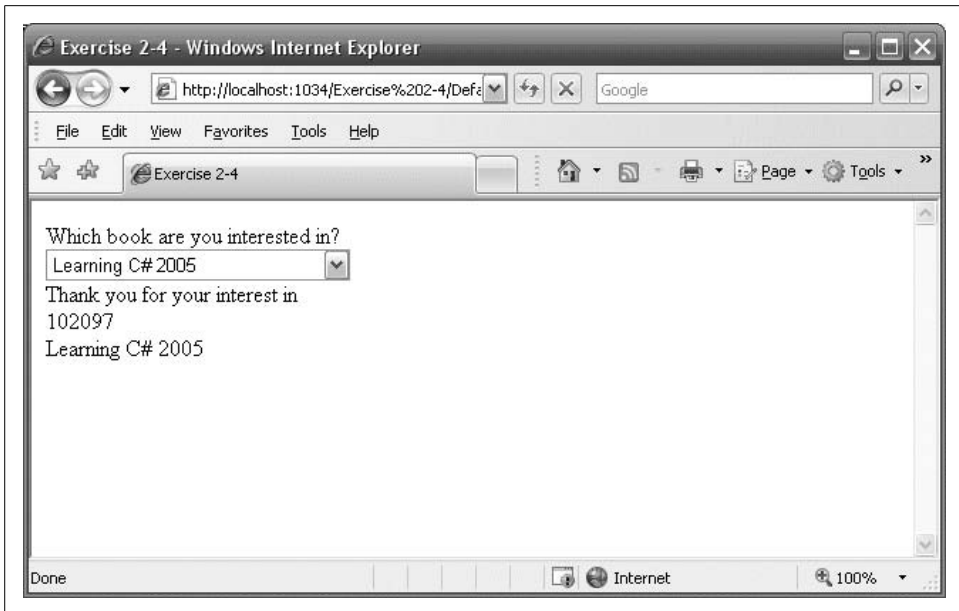 Exercise 2-4 - Windows Internet Explorer
http://localhost:1034/Exercise%202-4/Defa
Google
File Edit View Favorites Tools Help
Exercise 2-4
Page Tools »
Which book are you interested in?
Learning C# 2005
Thank you for your interest in
102097
Learning C# 2005
Done Internet 100%